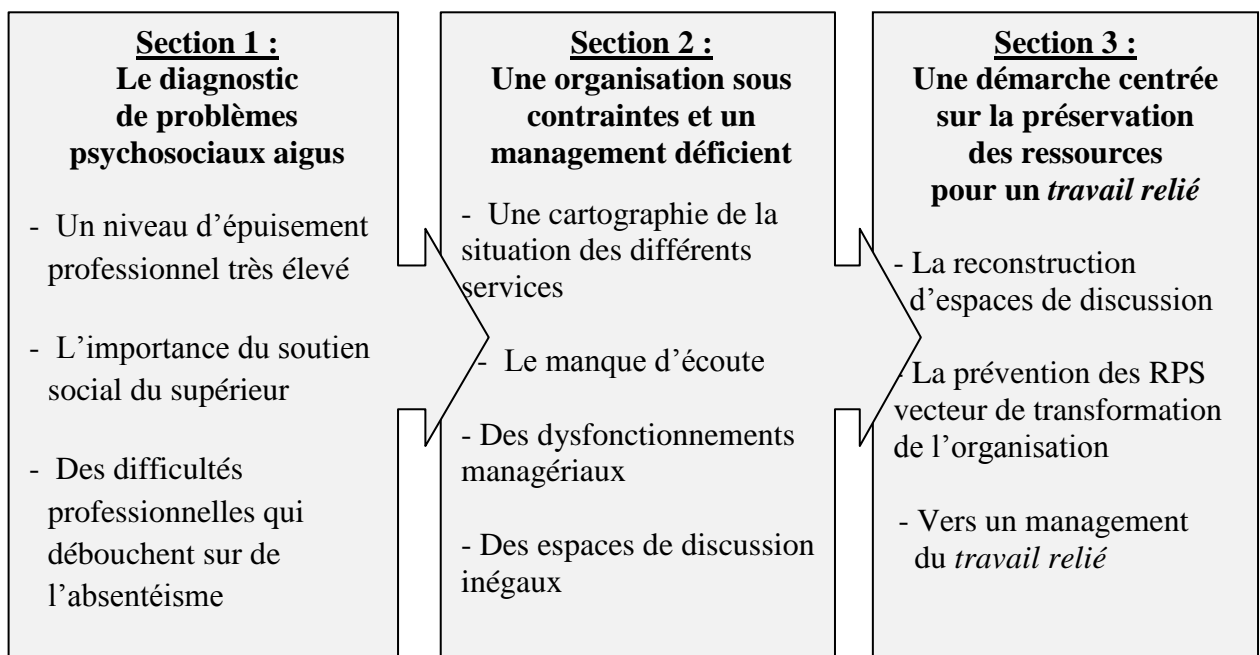 Section 1 :
Le diagnostic
de problèmes
psychosociaux aigus
- Un niveau d’épuisement
professionnel très élevé
- L’importance du soutien
social du supérieur
- Des difficultés
professionnelles qui
débouchent sur de
l’absentéisme
Section 2 :
Une organisation sous
contraintes et un
management déficient
- Une cartographie de la
situation des différents
services
- Le manque d’écoute
- Des dysfonctionnements
managériaux
- Des espaces de discussion
inégaux
Section 3 :
Une démarche centrée
sur la préservation
des ressources
pour un travail relié
- La reconstruction
d’espaces de discussion
- La prévention des RPS
vecteur de transformation
de l’organisation
- Vers un management
du travail relié